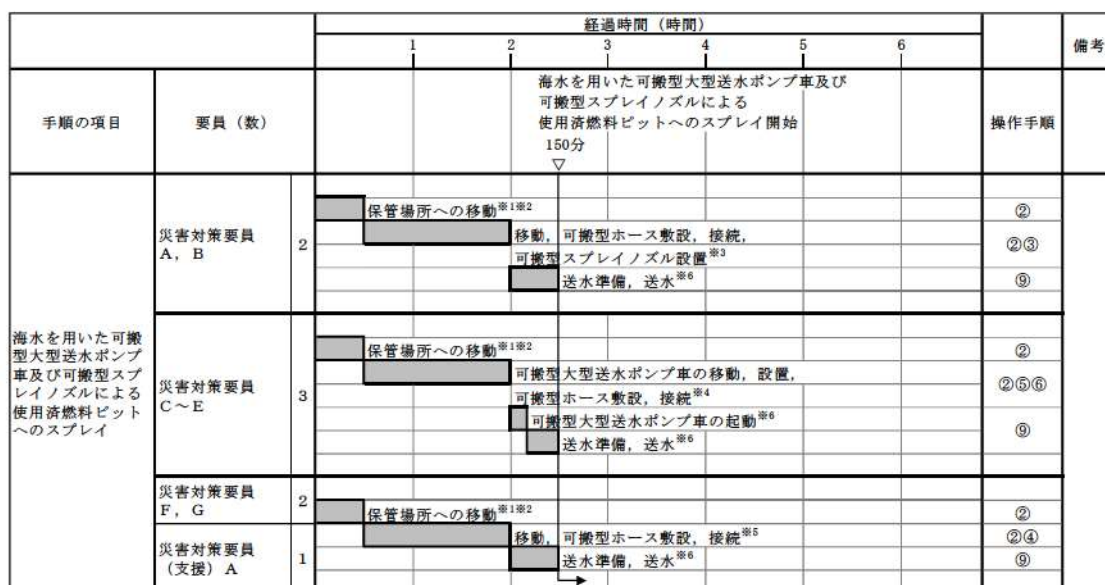 経過時間（時間）
1 2 3 4 5 6
備考
手順の項目
要員（数）
海水を用いた可搬型大型送水ポンプ車及び
可搬型スプレイノズルによる
使用済燃料ピットへのスプレイ開始
150分
▽
操作手順
海水を用いた可搬
型大型送水ポンプ
車及び可搬型スプ
レイノズルによる
使用済燃料ピット
へのスプレイ
災害対策要員
A，B
2
保管場所への移動※1※2
②
移動，可搬型ホース敷設，接続，
可搬型スプレイノズル設置※3
②③
送水準備，送水※6
⑨
災害対策要員
C～E
3
保管場所への移動※1※2
②
可搬型大型送水ポンプ車の移動，設置，
可搬型ホース敷設，接続※4
②⑤⑥
可搬型大型送水ポンプ車の起動※6
送水準備，送水※6
⑨
災害対策要員
F，G
2
保管場所への移動※1※2
②
災害対策要員
（支援）A
1
移動，可搬型ホース敷設，接続※5
②④
送水準備，送水※6
⑨